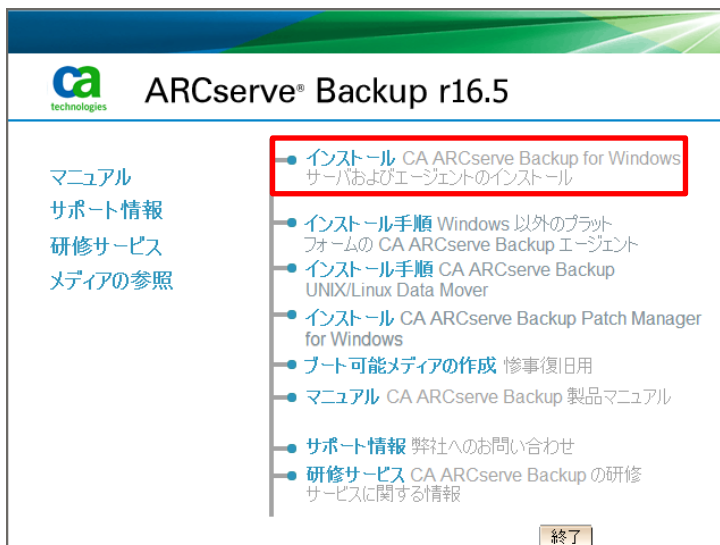 ca
technologies
ARCserve® Backup r16.5
マニュアル
サポート情報
研修サービス
メディアの参照
インストール CA ARCserve Backup for Windows
サーバおよびエージェントのインストール
インストール手順 Windows 以外のプラット
フォームの CA ARCserve Backup エージェント
インストール手順 CA ARCserve Backup
UNIX/Linux Data Mover
インストール CA ARCserve Backup Patch Manager
for Windows
ブート可能メディアの作成 惨事復旧用
マニュアル CA ARCserve Backup 製品マニュアル
サポート情報 弊社へのお問い合わせ
研修サービス CA ARCserve Backup の研修
サービスに関する情報
終了